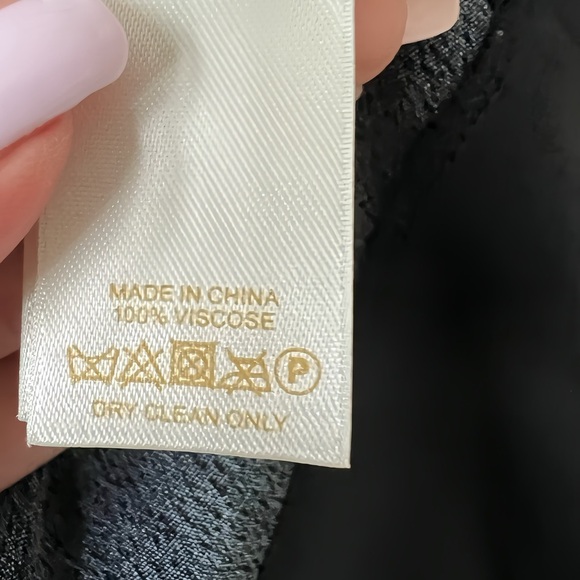 MADE IN CHINA
100% VISCOSE
P
DRY CLEAN ONLY